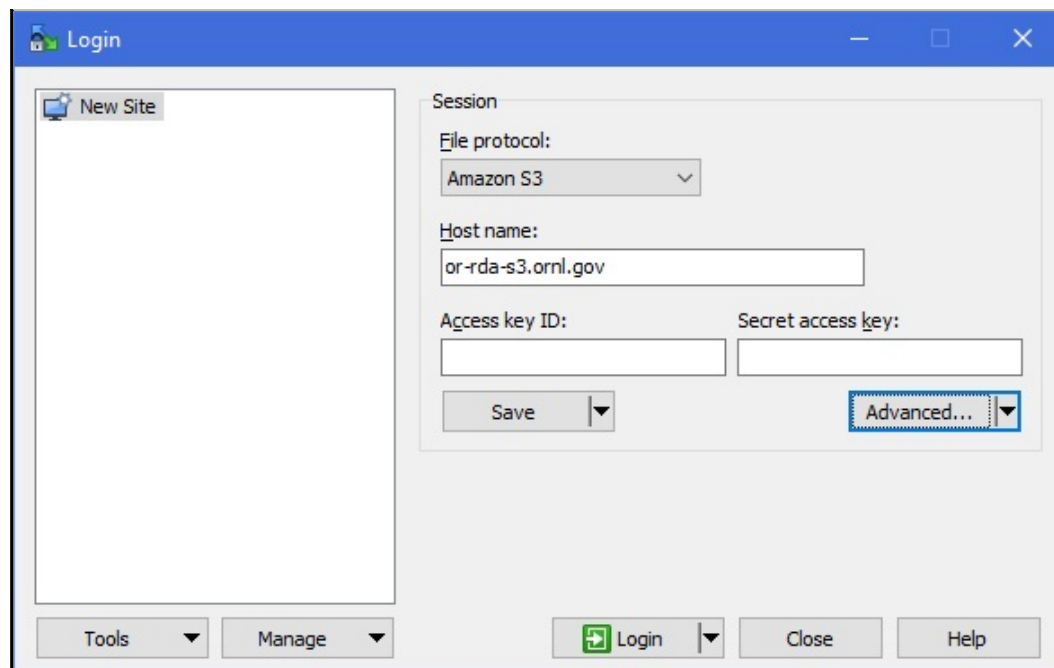 Login
New Site
Session
File protocol:
Amazon S3
Host name:
or-rda-s3.ornl.gov
Access key ID: Secret access key:
Save Advanced...
Tools Manage Login Close Help